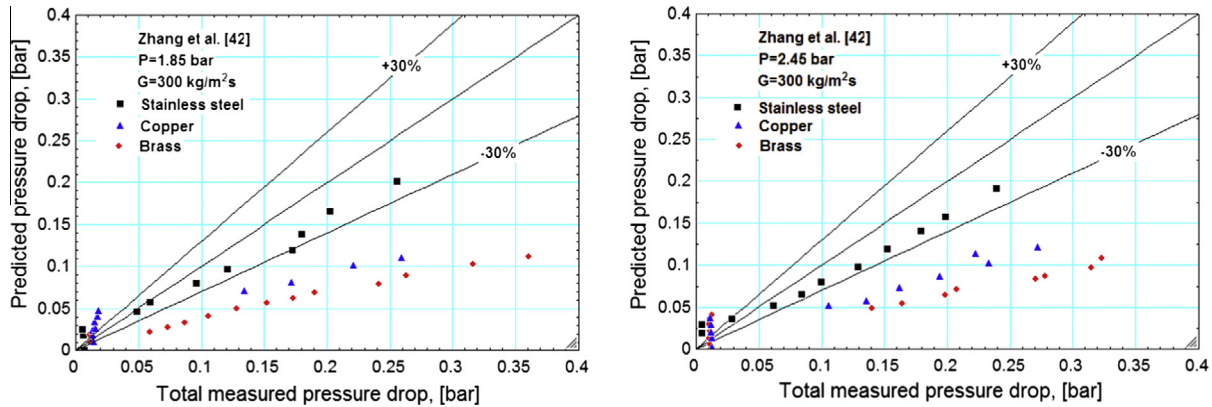 Zhang et al. [42]
P=1.85 bar
G=300 kg/m²s
Stainless steel
Copper
Brass
+30%
-30%
0.4
0.35
0.3
0.25
0.2
0.15
0.1
0.05
0
0 0.05 0.1 0.15 0.2 0.25 0.3 0.35 0.4
Predicted pressure drop, [bar]
Total measured pressure drop, [bar]
Zhang et al. [42]
P=2.45 bar
G=300 kg/m²s
Stainless steel
Copper
Brass
+30%
-30%
0.4
0.35
0.3
0.25
0.2
0.15
0.1
0.05
0
0 0.05 0.1 0.15 0.2 0.25 0.3 0.35 0.4
Predicted pressure drop, [bar]
Total measured pressure drop, [bar]